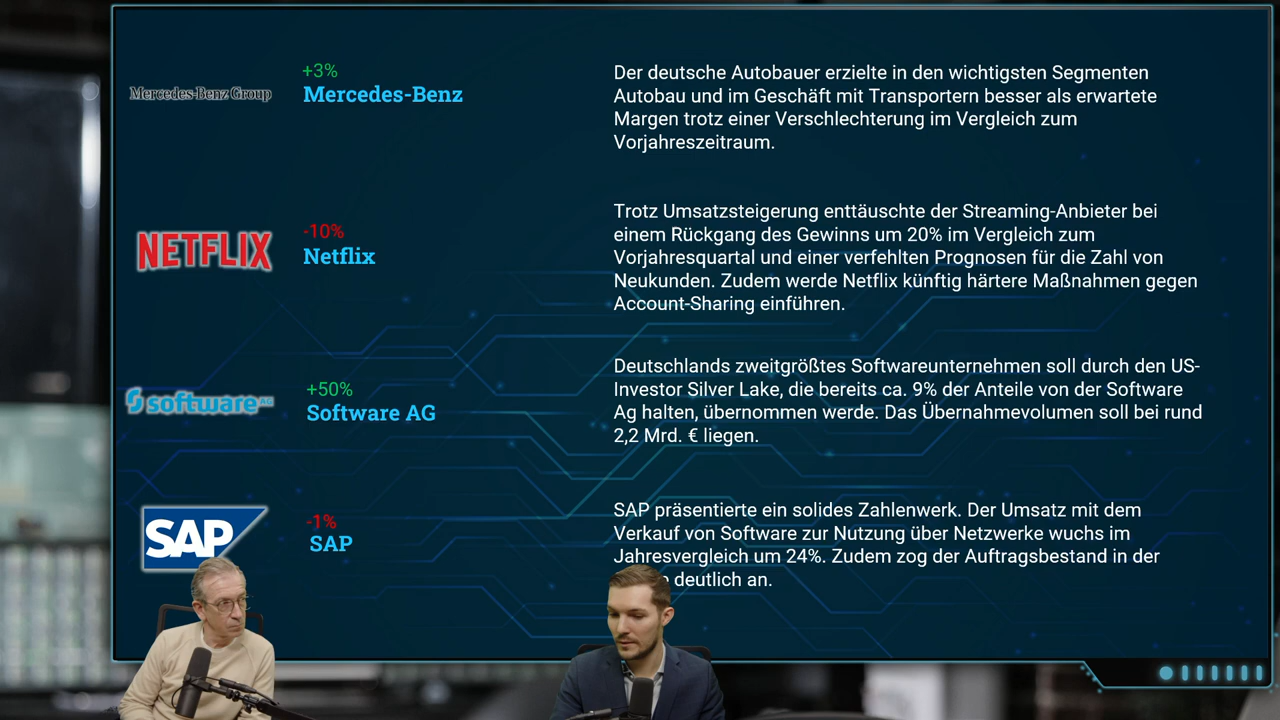 +3%
Mercedes-Benz Group
Mercedes-Benz
Der deutsche Autobauer erzielte in den wichtigsten Segmenten
Autobau und im Geschäft mit Transportern besser als erwartete
Margen trotz einer Verschlechterung im Vergleich zum
Vorjahreszeitraum.
-10%
NETFLIX
Netflix
Trotz Umsatzsteigerung enttäuschte der Streaming-Anbieter bei
einem Rückgang des Gewinns um 20% im Vergleich zum
Vorjahresquartal und einer verfehlten Prognosen für die Zahl von
Neukunden. Zudem werde Netflix künftig härtere Maßnahmen gegen
Account-Sharing einführen.
+50%
software AG
Software AG
Deutschlands zweitgrößtes Softwareunternehmen soll durch den US-
Investor Silver Lake, die bereits ca. 9% der Anteile von der Software
Ag halten, übernommen werde. Das Übernahmevolumen soll bei rund
2,2 Mrd. € liegen.
-1%
SAP
SAP
SAP präsentierte ein solides Zahlenwerk. Der Umsatz mit dem
Verkauf von Software zur Nutzung über Netzwerke wuchs im
Jahresvergleich um 24%. Zudem zog der Auftragsbestand in der
deutlich an.